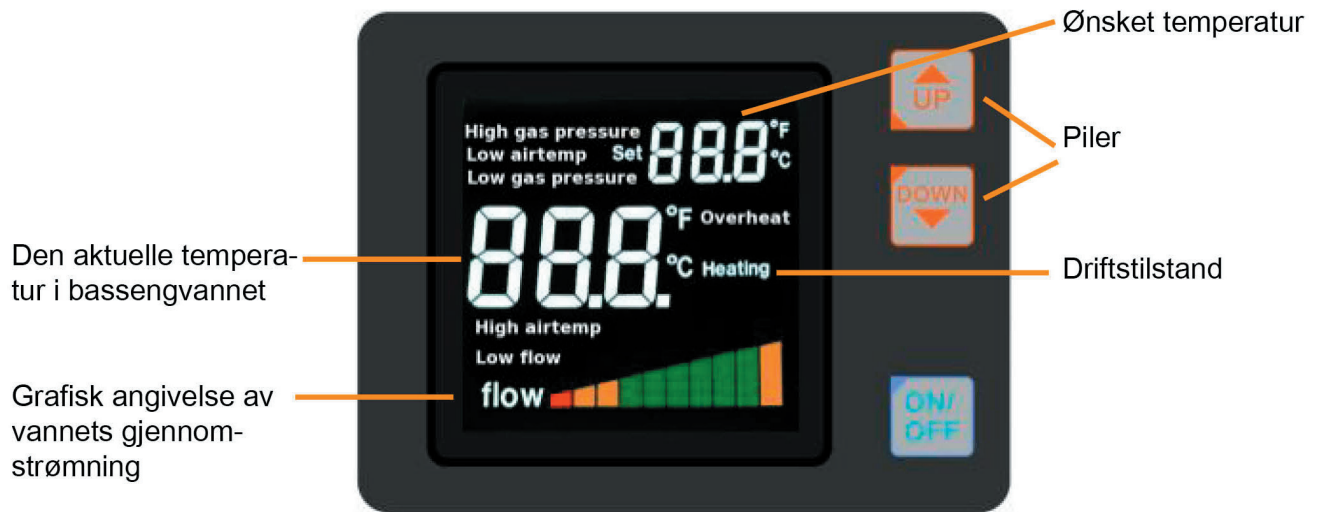 Ønsket temperatur
UP
Piler
High gas pressure
Low airtemp
Low gas pressure
Set
88.8
°F
°C
DOWN
Den aktuelle tempera-
tur i bassengvannet
88.8.
°F Overheat
°C Heating
Driftstilstand
High airtemp
Low flow
flow
Grafisk angivelse av
vannets gjennom-
strømning
ON/
OFF